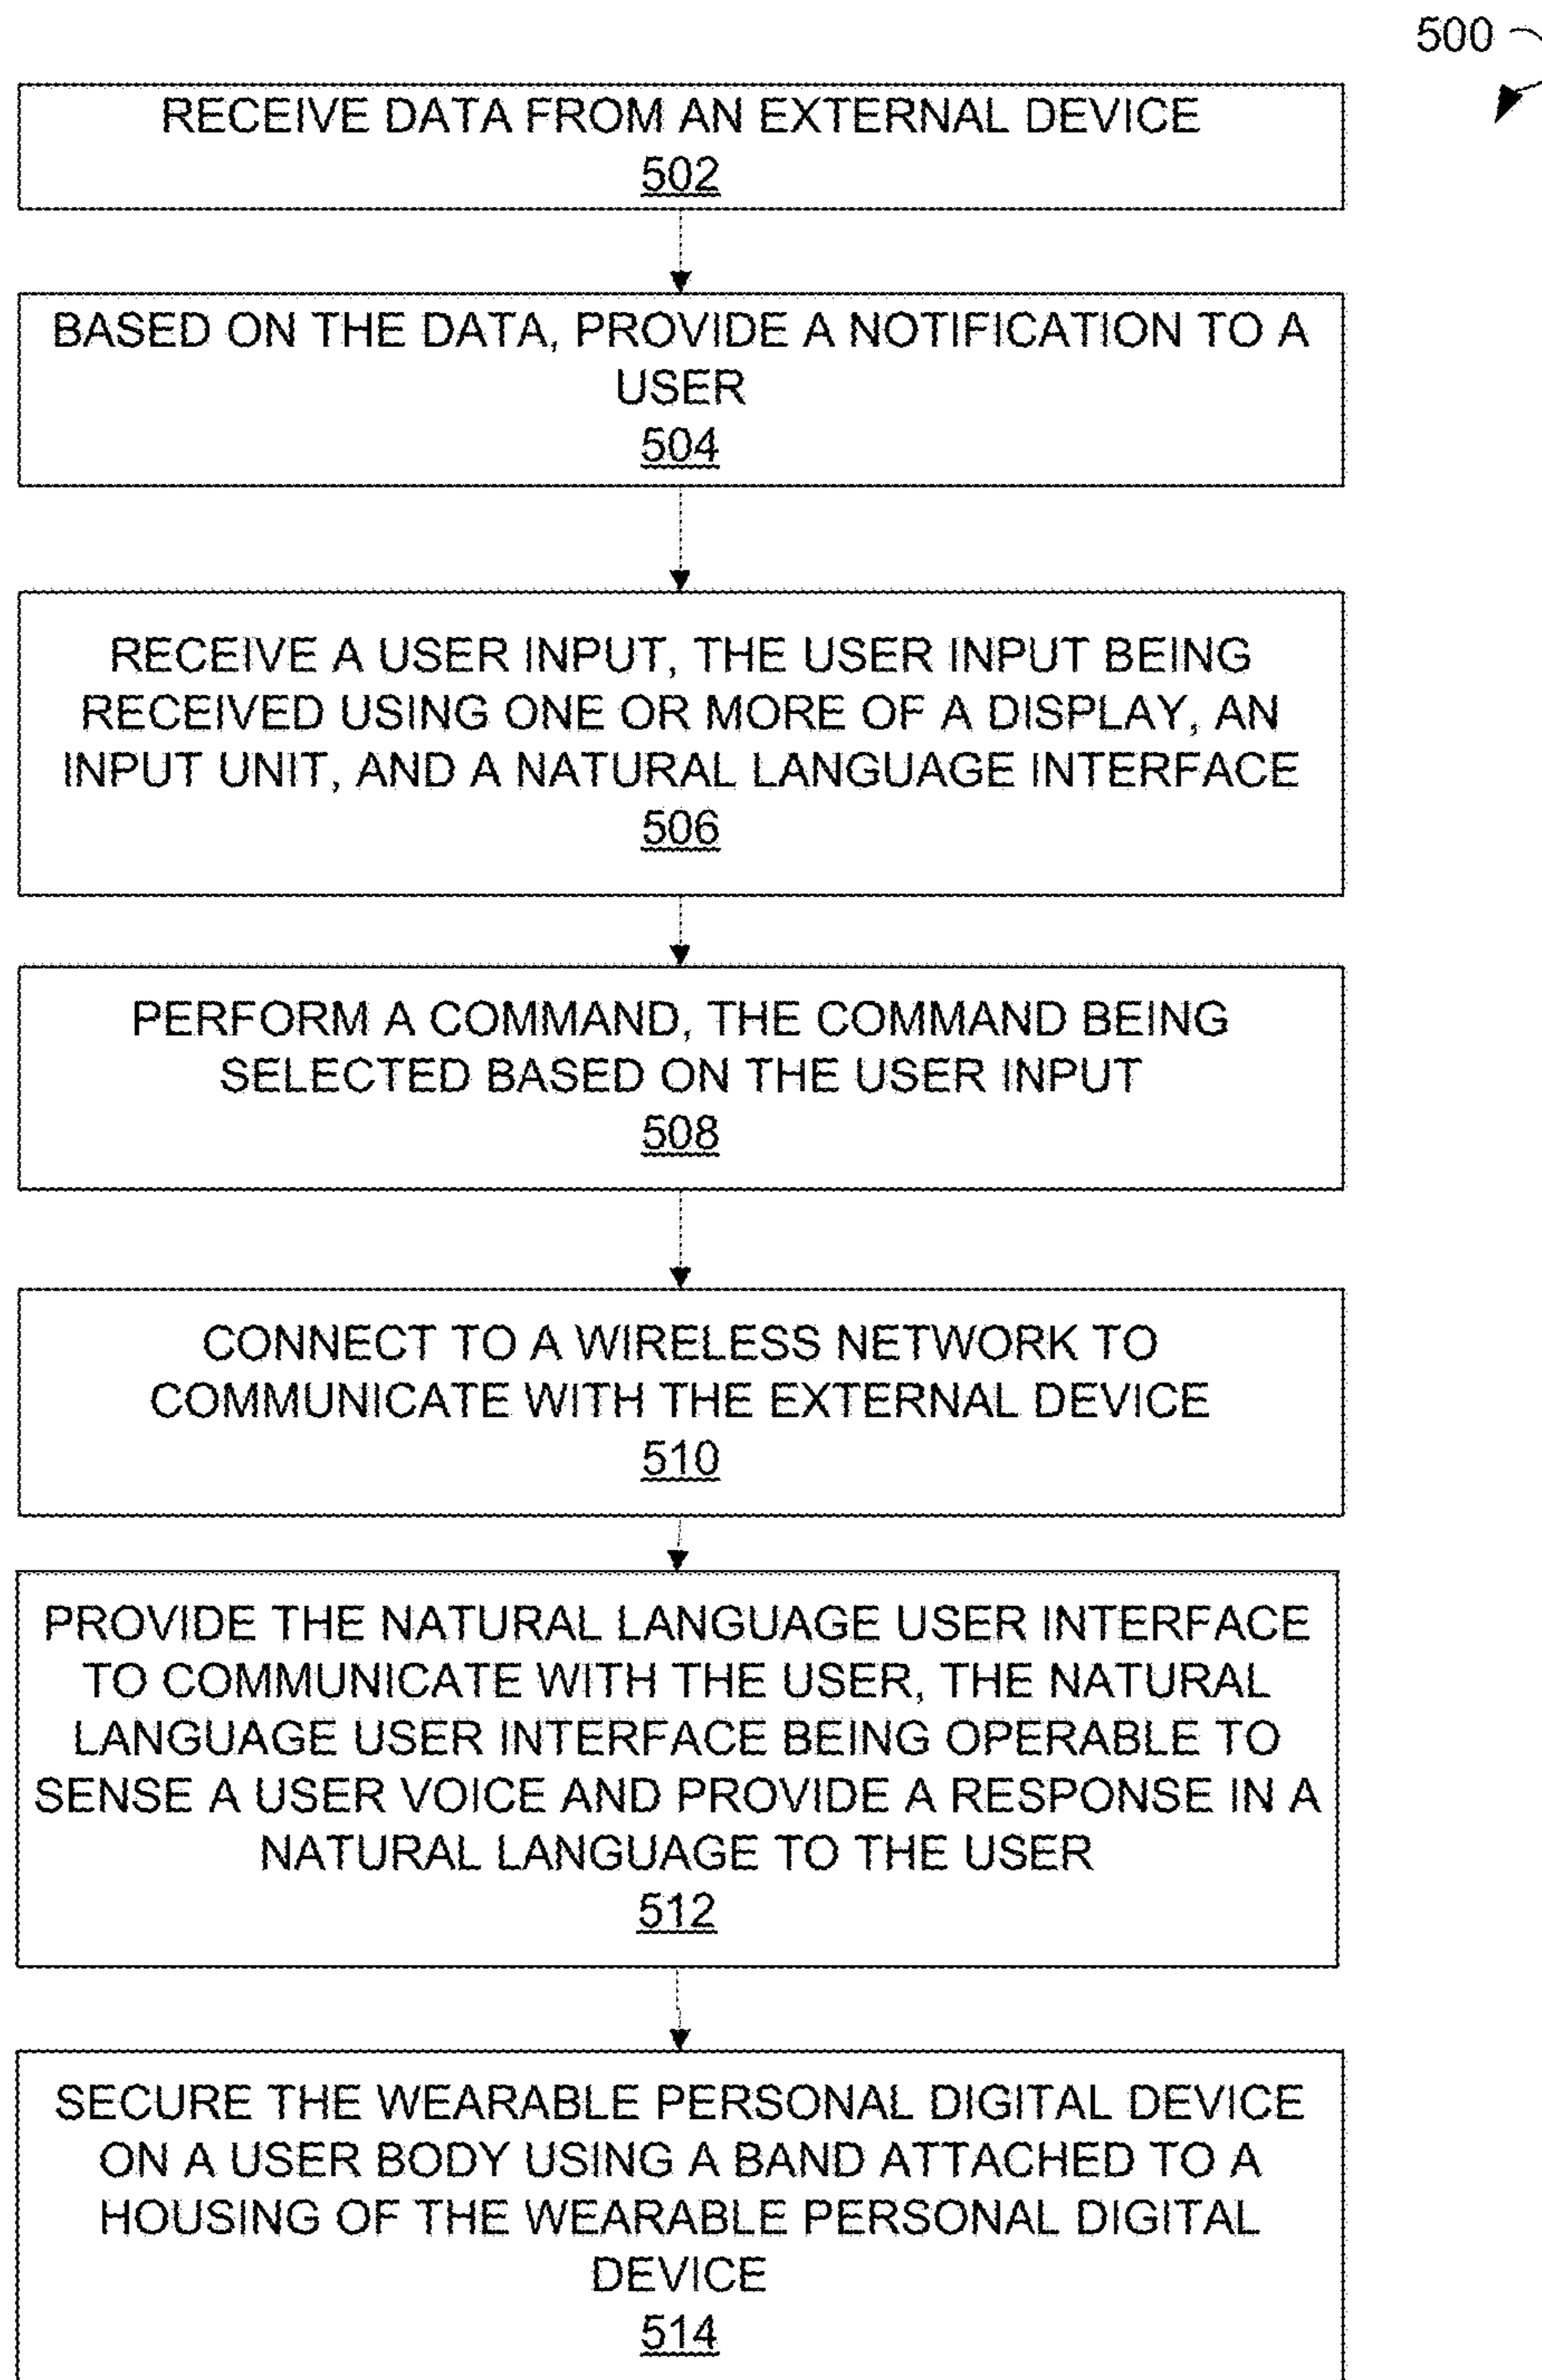 500
RECEIVE DATA FROM AN EXTERNAL DEVICE
502
BASED ON THE DATA, PROVIDE A NOTIFICATION TO A
USER
504
RECEIVE A USER INPUT, THE USER INPUT BEING
RECEIVED USING ONE OR MORE OF A DISPLAY, AN
INPUT UNIT, AND A NATURAL LANGUAGE INTERFACE
506
PERFORM A COMMAND, THE COMMAND BEING
SELECTED BASED ON THE USER INPUT
508
CONNECT TO A WIRELESS NETWORK TO
COMMUNICATE WITH THE EXTERNAL DEVICE
510
PROVIDE THE NATURAL LANGUAGE USER INTERFACE
TO COMMUNICATE WITH THE USER, THE NATURAL
LANGUAGE USER INTERFACE BEING OPERABLE TO
SENSE A USER VOICE AND PROVIDE A RESPONSE IN A
NATURAL LANGUAGE TO THE USER
512
SECURE THE WEARABLE PERSONAL DIGITAL DEVICE
ON A USER BODY USING A BAND ATTACHED TO A
HOUSING OF THE WEARABLE PERSONAL DIGITAL
DEVICE
514